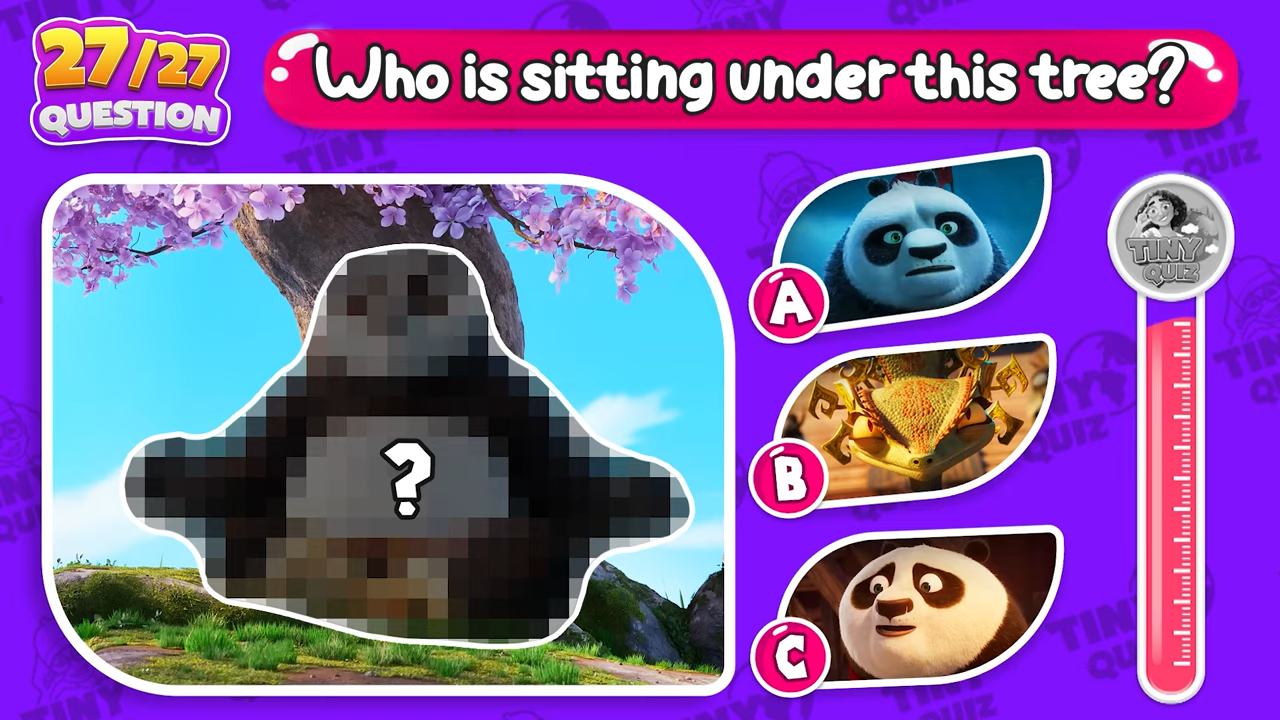 27/27
QUESTION
Who is sitting under this tree?
?
A
B
C
TINY
QUIZ